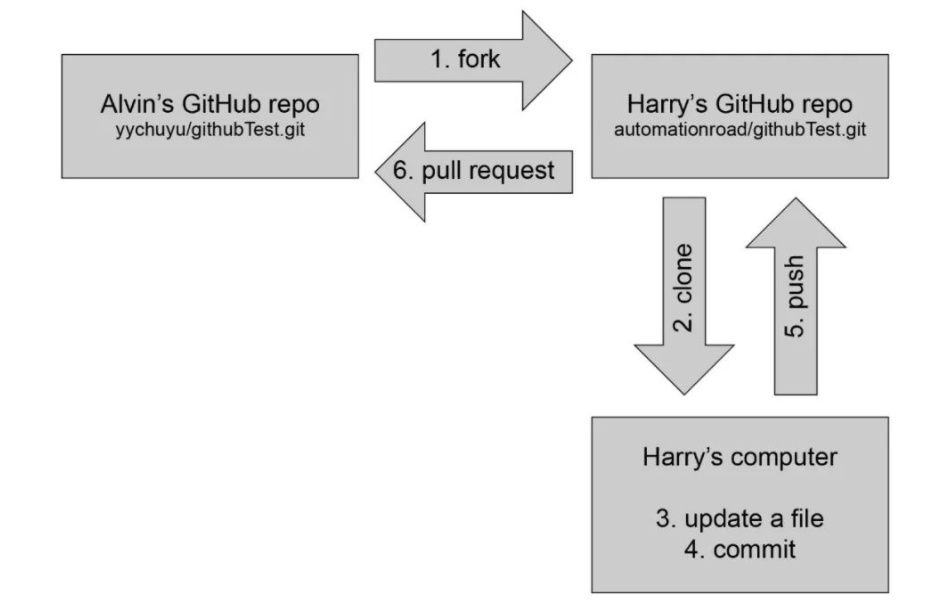 1. fork
Alvin’s GitHub repo
yychuyu/githubTest.git
Harry’s GitHub repo
automationroad/githubTest.git
6. pull request
2. clone
5. push
Harry’s computer
3. update a file
4. commit